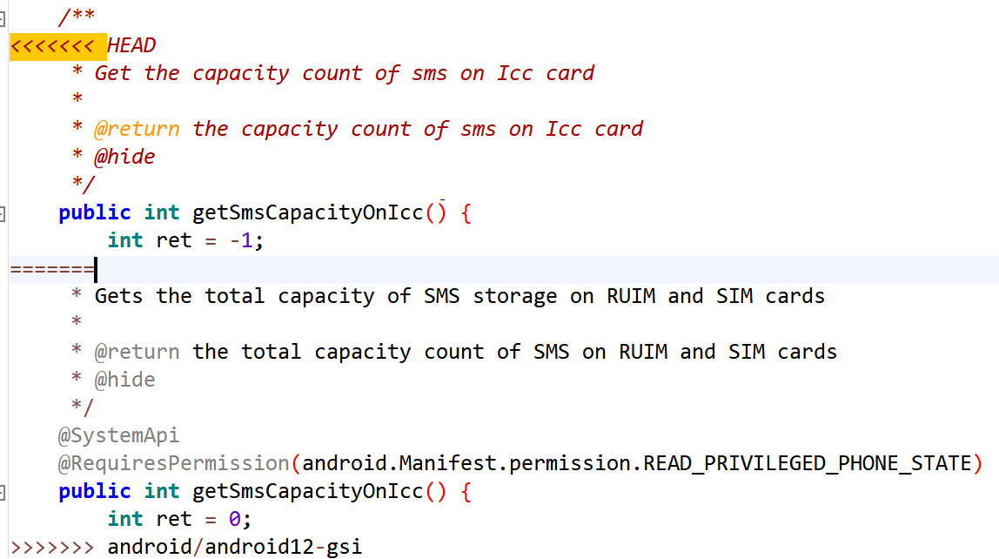 /**
<<<<<<< HEAD
* Get the capacity count of sms on Icc card
*
* @return the capacity count of sms on Icc card
* @hide
*/
public int getSmsCapacityOnIcc() {
int ret = -1;
=======
* Gets the total capacity of SMS storage on RUIM and SIM cards
*
* @return the total capacity count of SMS on RUIM and SIM cards
* @hide
*/
@SystemApi
@RequiresPermission(android.Manifest.permission.READ_PRIVILEGED_PHONE_STATE)
public int getSmsCapacityOnIcc() {
int ret = 0;
>>>>>>> android/android12-gsi